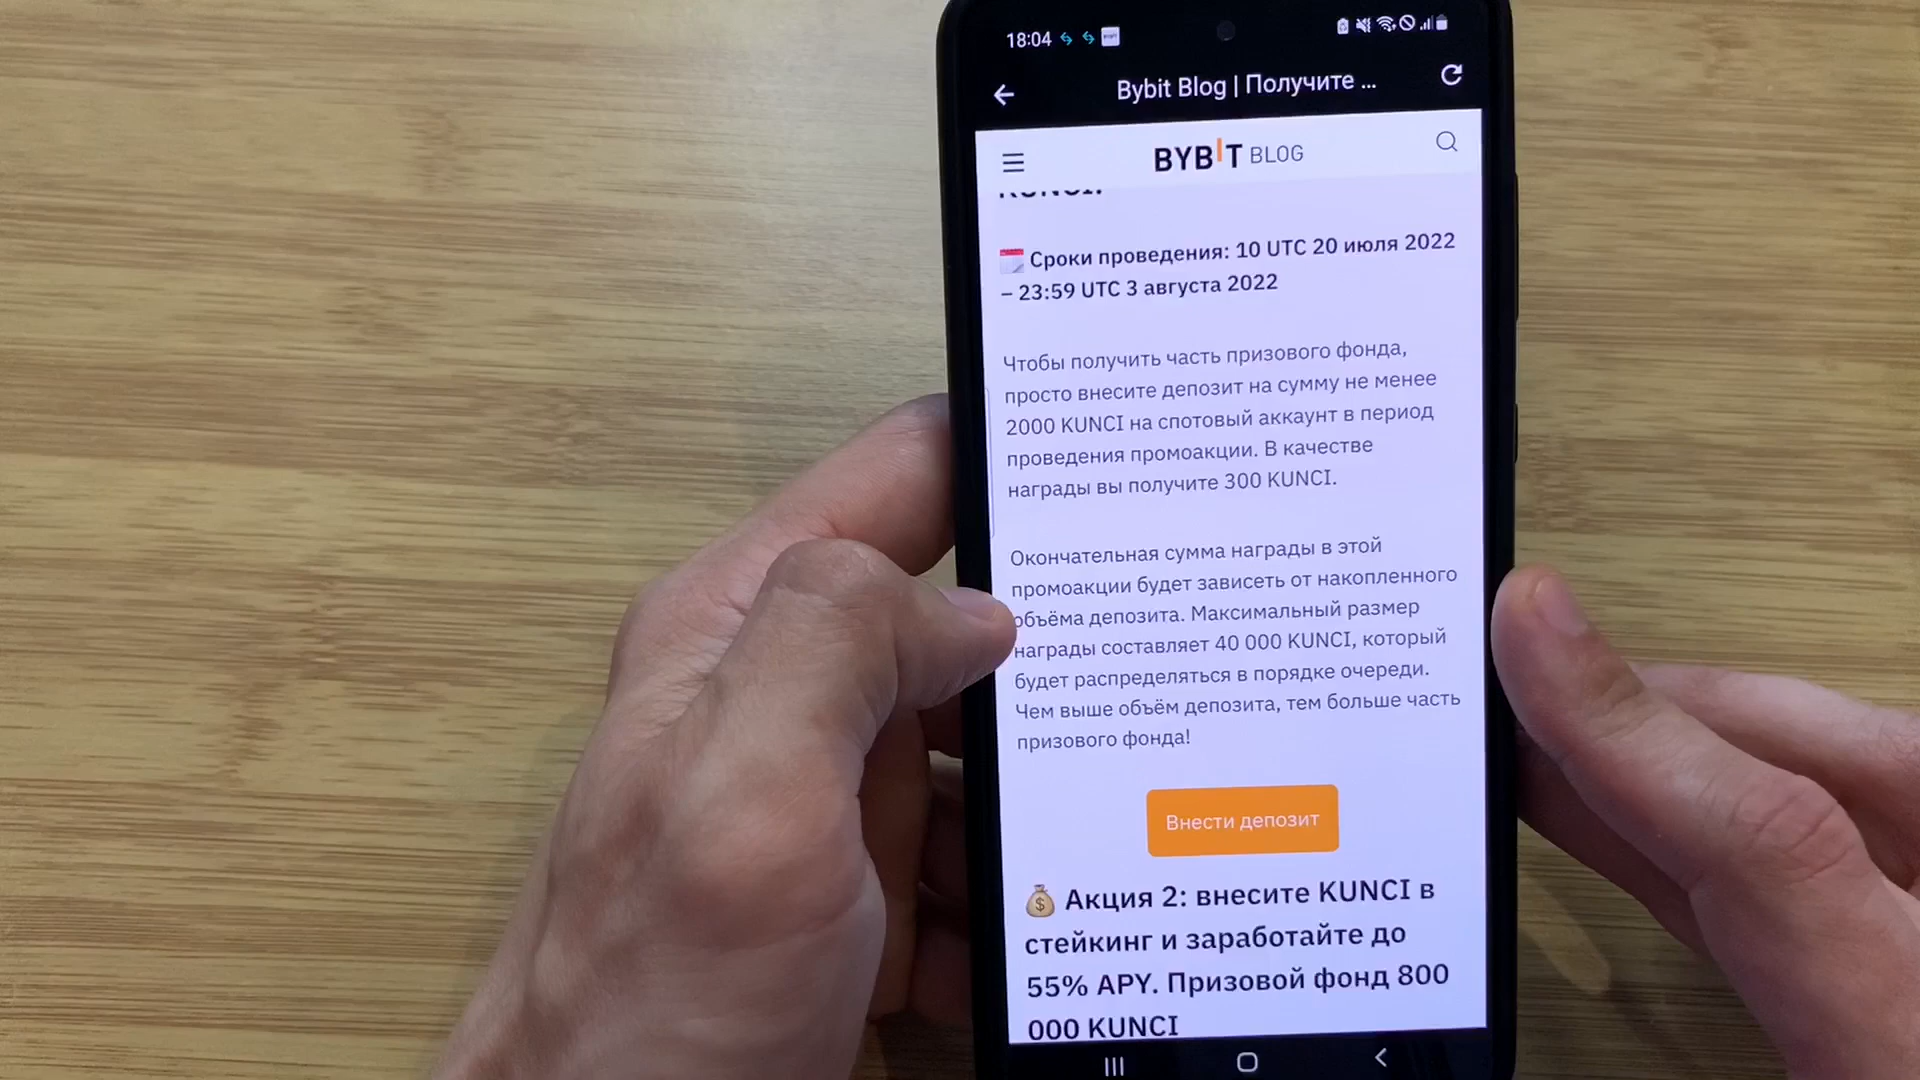 18:04
Bybit Blog | Получите ...
BYBIT BLOG
KUNCI.
Сроки проведения: 10 UTC 20 июля 2022
– 23:59 UTC 3 августа 2022
Чтобы получить часть призового фонда,
просто внесите депозит на сумму не менее
2000 KUNCI на спотовый аккаунт в период
проведения промоакции. В качестве
награды вы получите 300 KUNCI.
Окончательная сумма награды в этой
промоакции будет зависеть от накопленного
объёма депозита. Максимальный размер
награды составляет 40 000 KUNCI, который
будет распределяться в порядке очереди.
Чем выше объём депозита, тем больше часть
призового фонда!
Внести депозит
Акция 2: внесите KUNCI в
стейкинг и заработайте до
55% APY. Призовой фонд 800
000 KUNCI